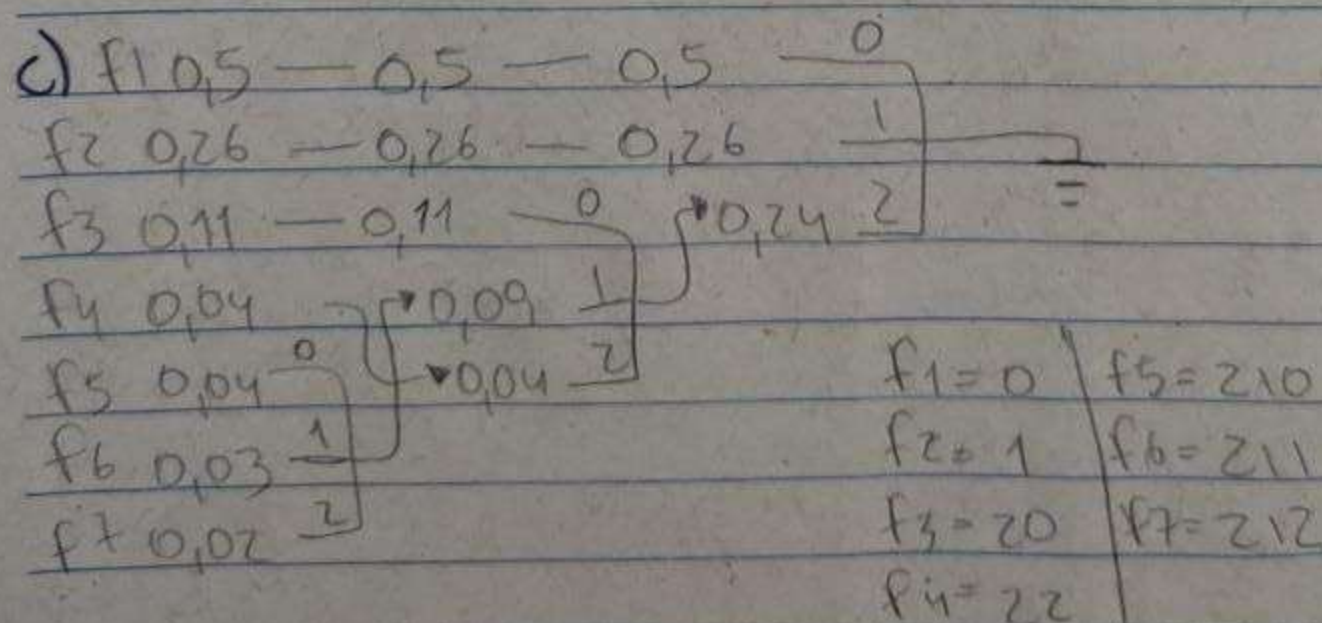 c) f1 0,5 — 0,5 — 0,5 — 0
f2 0,26 — 0,26 — 0,26 1
f3 0,11 — 0,11 0 0,24 2
f4 0,04 0,09 1
f5 0,04 0 0,04 2
f6 0,03 1
f7 0,02 2
f1=0 f5=210
f2=1 f6=211
f3=20 f7=212
f4=22